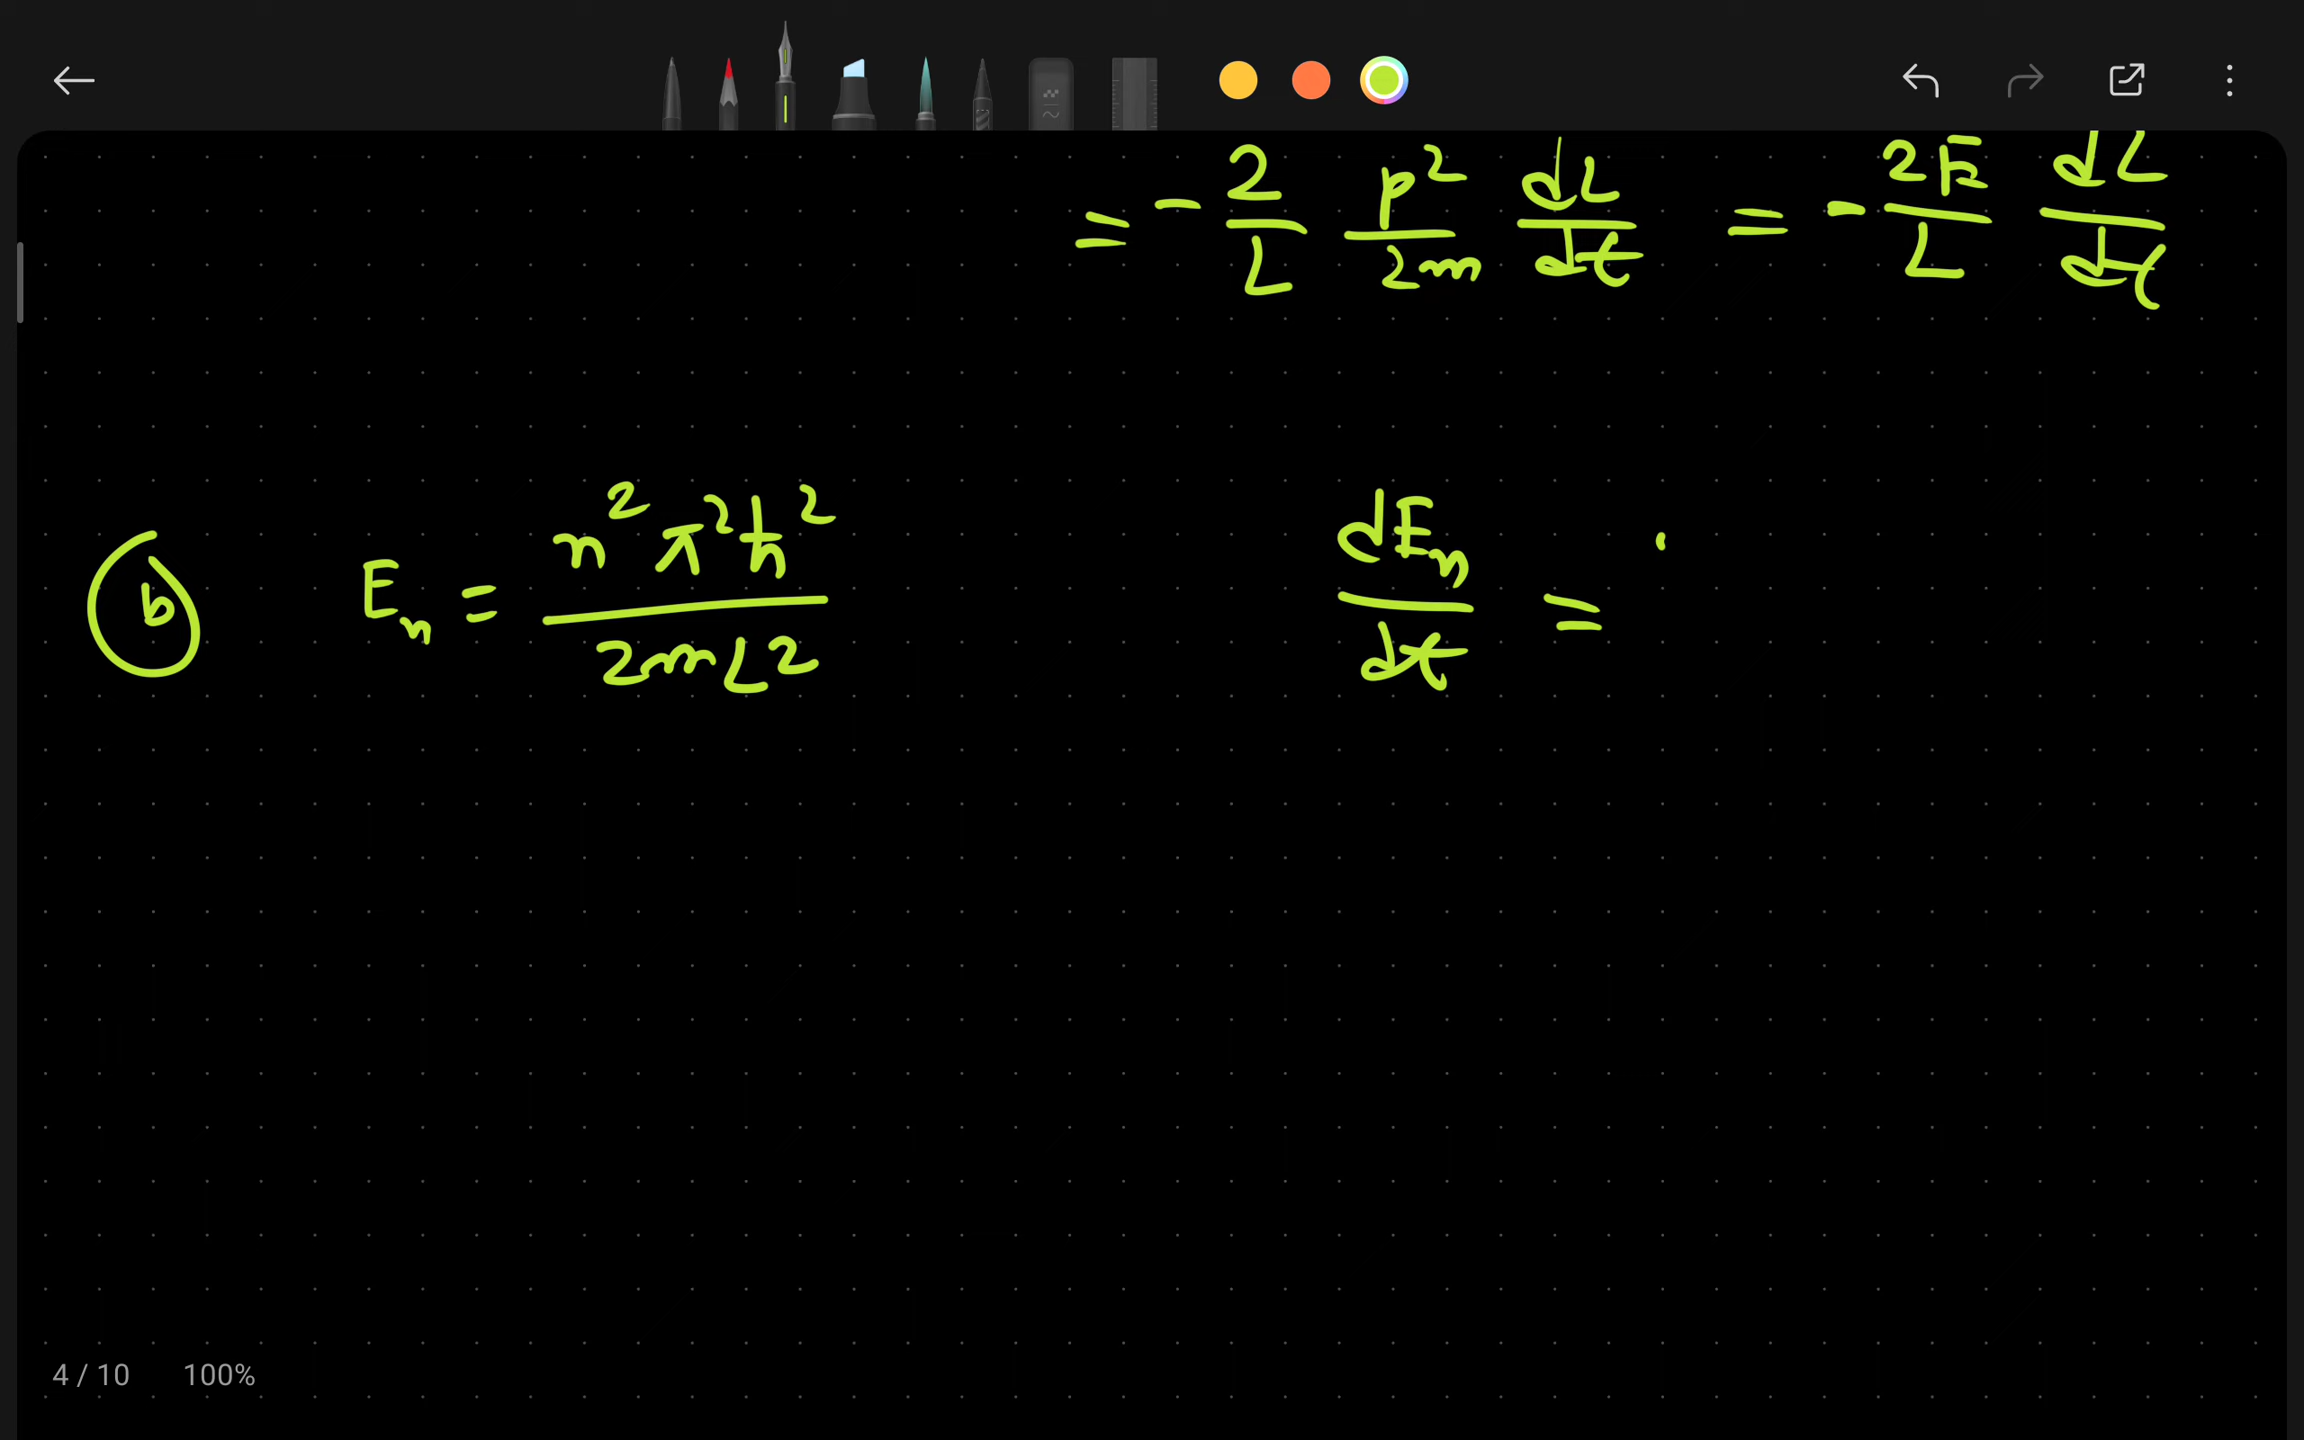 = - 2/L p²/2m dL/dt = - 2E/L dL/dt
b Eₙ = n²π²ħ²/2mL² dEₙ/dt =
4 / 10 100%